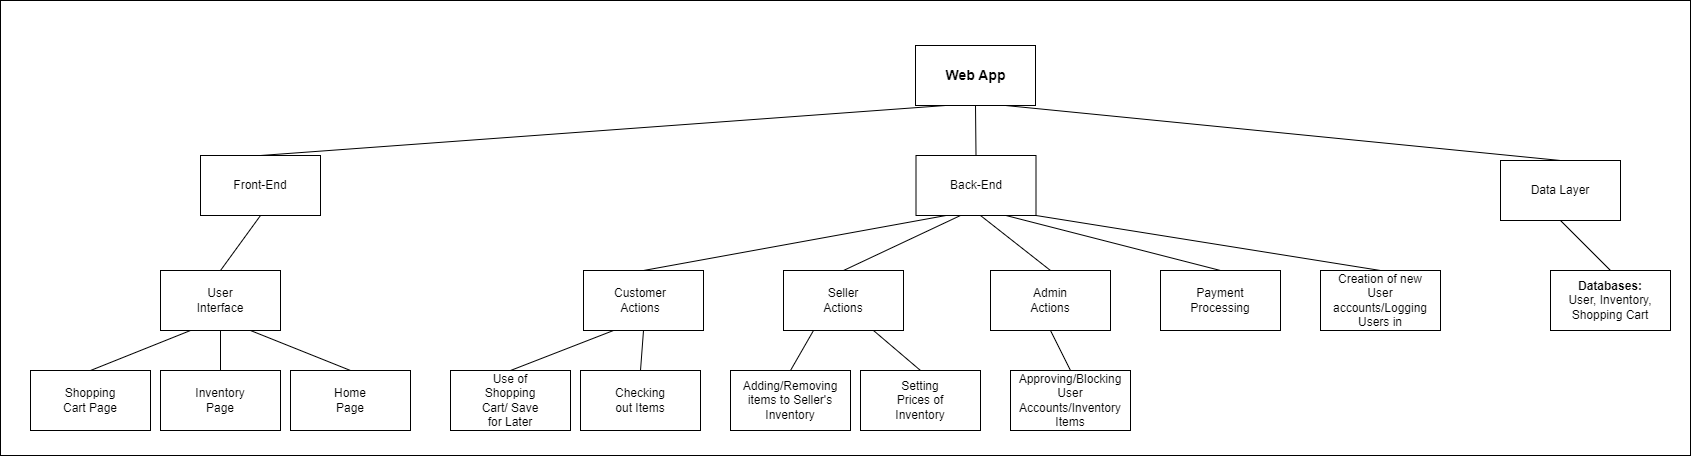 Web App
Front-End
Back-End
Data Layer
User
Interface
Customer
Actions
Seller
Actions
Admin
Actions
Payment
Processing
Creation of new
User
accounts/Logging
Users in
Databases:
User, Inventory,
Shopping Cart
Shopping
Cart Page
Inventory
Page
Home
Page
Use of
Shopping
Cart/ Save
for Later
Checking
out Items
Adding/Removing
items to Seller's
Inventory
Setting
Prices of
Inventory
Approving/Blocking
User
Accounts/Inventory
Items